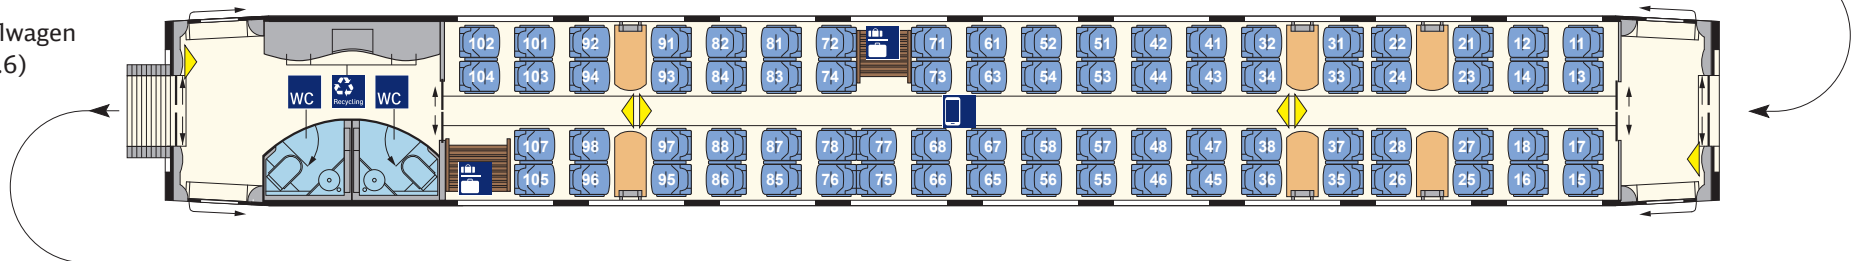 lwagen
.6)
102 101 92 91 82 81 72 71 61 52 51 42 41 32 31 22 21 12 11
104 103 94 93 84 83 74 73 63 54 53 44 43 34 33 24 23 14 13
WC Recycling WC
107 98 97 88 87 78 77 68 67 58 57 48 47 38 37 28 27 18 17
105 96 95 86 85 76 75 66 65 56 55 46 45 36 35 26 25 16 15